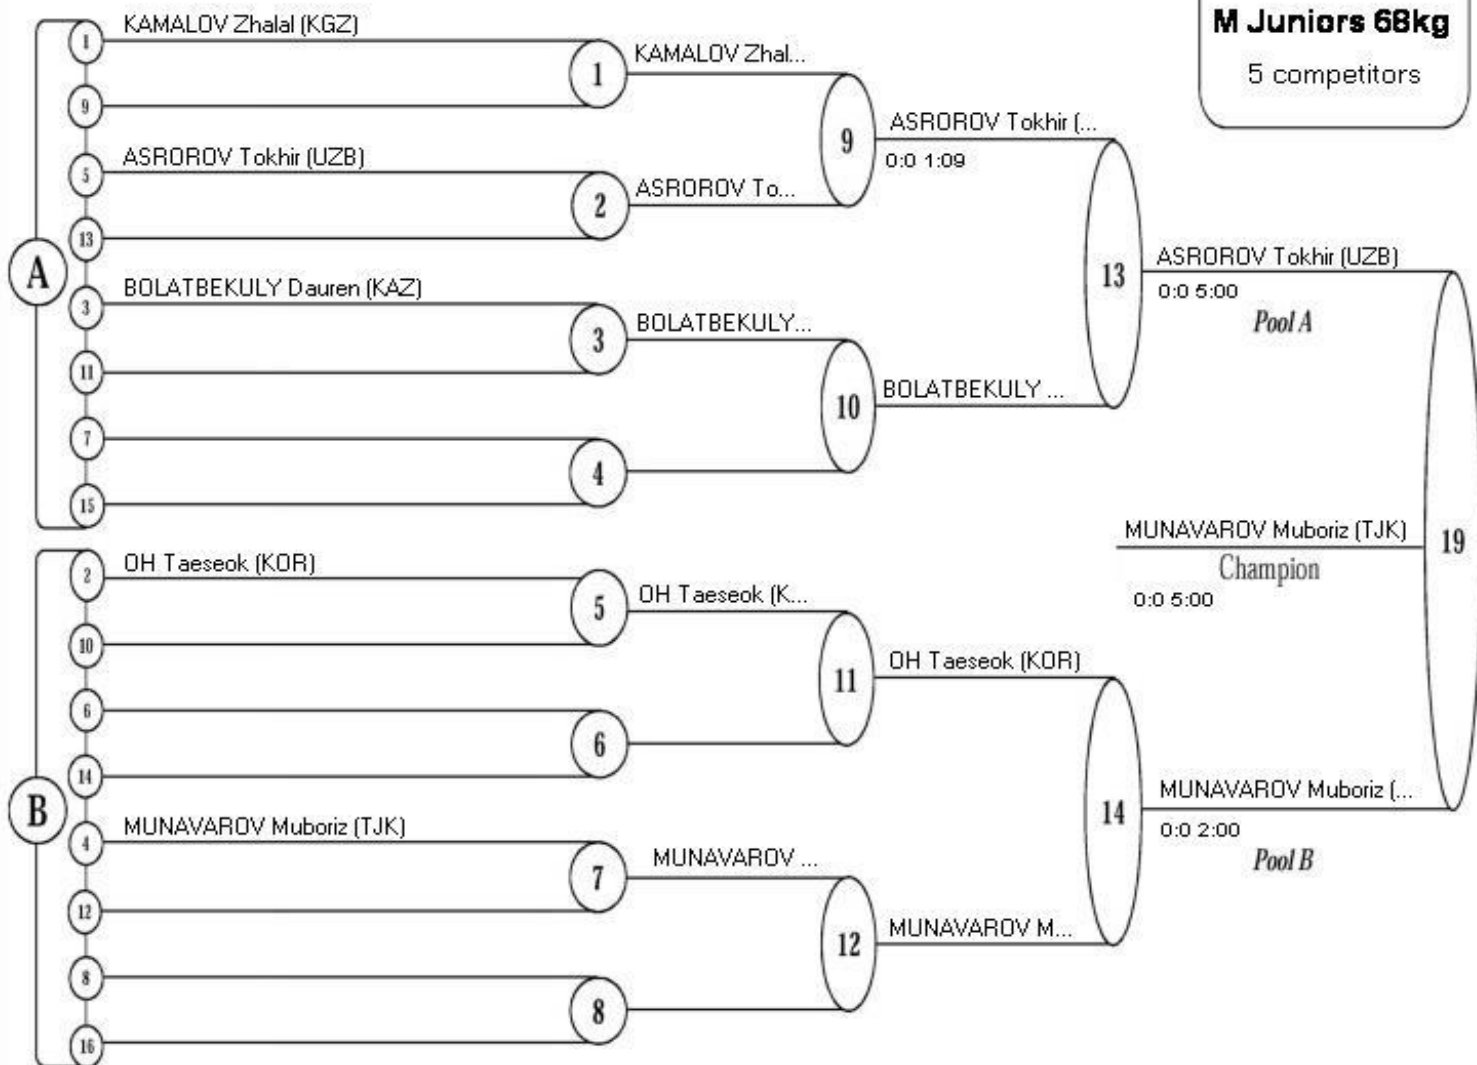 M Juniors 68kg
5 competitors
A
1
KAMALOV Zhalal (KGZ)
9
5
ASROROV Tokhir (UZB)
13
3
BOLATBEKULY Dauren (KAZ)
11
7
15
1
2
3
4
KAMALOV Zhal...
ASROROV To...
BOLATBEKULY...
9
10
ASROROV Tokhir (...
0:0 1:09
BOLATBEKULY ...
13
ASROROV Tokhir (UZB)
0:0 5:00
Pool A
B
2
OH Taeseok (KOR)
10
6
14
4
MUNAVAROV Muboriz (TJK)
12
8
16
5
6
7
8
OH Taeseok (K...
MUNAVAROV ...
11
12
OH Taeseok (KOR)
MUNAVAROV M...
14
MUNAVAROV Muboriz (...
0:0 2:00
Pool B
MUNAVAROV Muboriz (TJK)
Champion
0:0 5:00
19